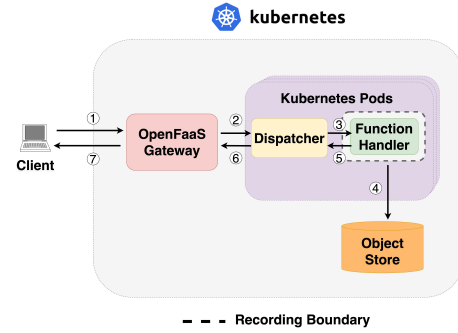 kubernetes
Kubernetes Pods
①
②
③
OpenFaaS
Gateway
Dispatcher
Function
Handler
⑦
⑥
⑤
Client
④
Object
Store
Recording Boundary